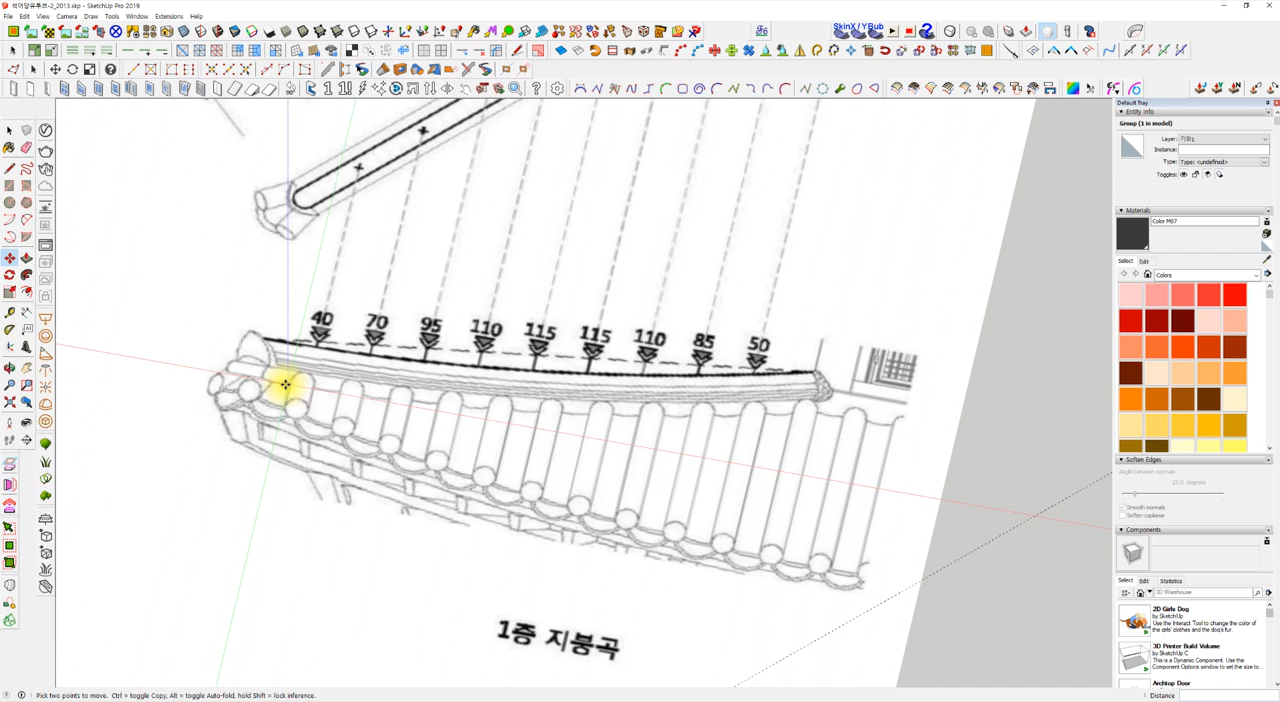 석어당유투브-2_2013.skp - SketchUp Pro 2019
File Edit View Camera Draw Tools Window Extensions Help
SkinX/YBub
Default Tray
Entity Info
Group (1 in model)
Layer:
Instance:
Type: Type: <undefined>
Toggles:
Materials
Color M07
Select Edit
Colors
40 70 95 110 115 115 110 85 50
Soften Edges
Angle between normals:
20.0 degrees
Smooth normals
Soften coplanar
Components
Select Edit Statistics
3D Warehouse
2D Girls Dog
by SketchUp
Use the Interact Tool to change the color of the girls' clothes and the dog's fur.
3D Printer Build Volume
by SketchUp C
This is a Dynamic Component. Use the Component Options window to set the size to...
Archtop Door
1층 지붕곡
Pick two points to move. Ctrl = toggle Copy, Alt = toggle Auto-fold, hold Shift = lock inference.
Distance